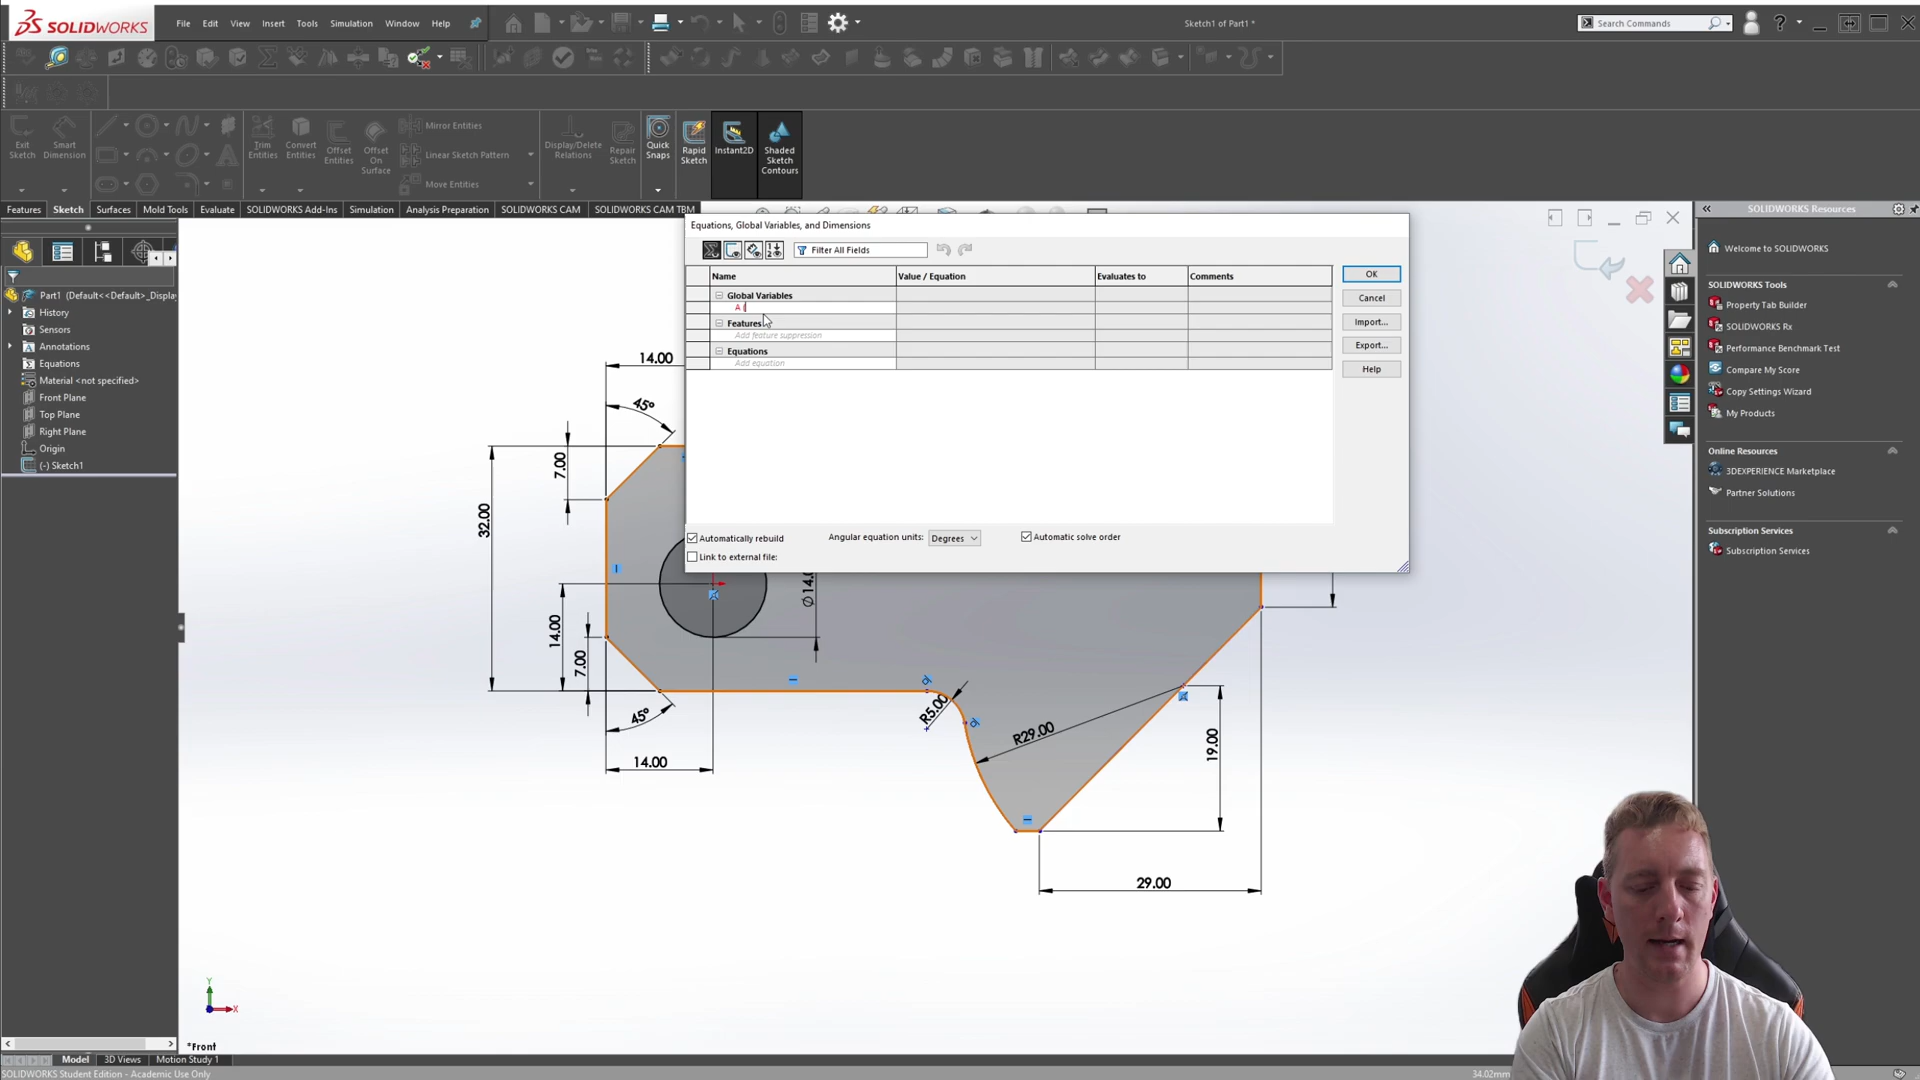 SOLIDWORKS
File
Edit
View
Insert
Tools
Simulation
Window
Help
Sketch1 of Part1 *
Search Commands
Exit Sketch
Smart Dimension
Trim Entities
Convert Entities
Offset Entities
Offset On Surface
Mirror Entities
Linear Sketch Pattern
Move Entities
Display/Delete Relations
Repair Sketch
Quick Snaps
Rapid Sketch
Instant2D
Shaded Sketch Contours
Features
Sketch
Surfaces
Mold Tools
Evaluate
SOLIDWORKS Add-Ins
Simulation
Analysis Preparation
SOLIDWORKS CAM
SOLIDWORKS CAM TBM
Part1 (Default<<Default>_Displa
History
Sensors
Annotations
Equations
Material <not specified>
Front Plane
Top Plane
Right Plane
Origin
(-) Sketch1
Equations, Global Variables, and Dimensions
Filter All Fields
Name
Value / Equation
Evaluates to
Comments
Global Variables
A (
Features
Add feature suppression
Equations
Add equation
OK
Cancel
Import...
Export...
Help
Automatically rebuild
Angular equation units:
Degrees
Automatic solve order
Link to external file:
14.00
45°
7.00
32.00
14.00
7.00
45°
14.00
R5.00
R29.00
19.00
29.00
SOLIDWORKS Resources
Welcome to SOLIDWORKS
SOLIDWORKS Tools
Property Tab Builder
SOLIDWORKS Rx
Performance Benchmark Test
Compare My Score
Copy Settings Wizard
My Products
Online Resources
3DEXPERIENCE Marketplace
Partner Solutions
Subscription Services
Subscription Services
Y
X
*Front
Model
3D Views
Motion Study 1
SOLIDWORKS Student Edition - Academic Use Only
34.02mm